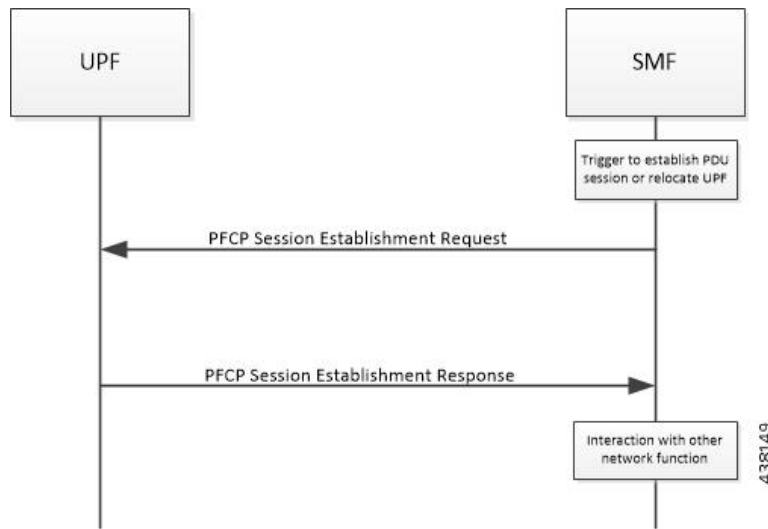 UPF
SMF
Trigger to establish PDU
session or relocate UPF
PFCP Session Establishment Request
PFCP Session Establishment Response
Interaction with other
network function
438149